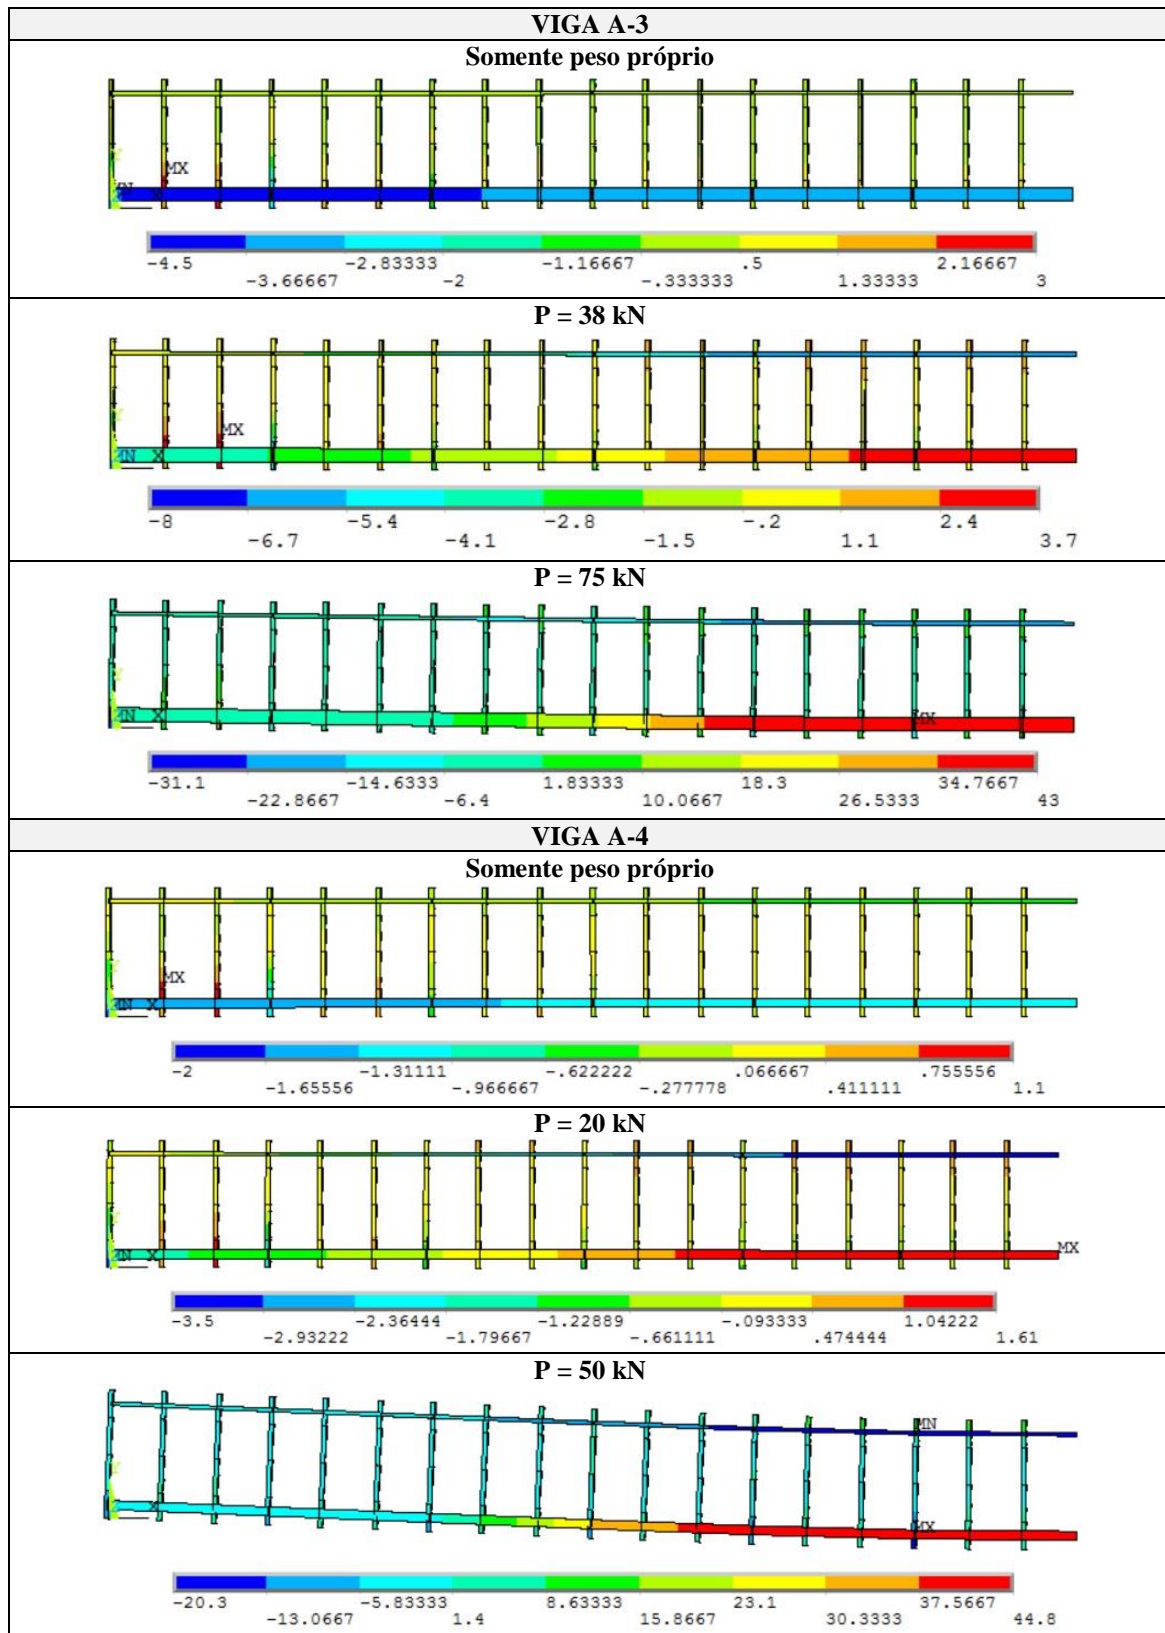 VIGA A-3
Somente peso próprio
MX
MN X
-4.5 -2.83333 -1.16667 .5 2.16667
-3.66667 -2 -.333333 1.33333 3
P = 38 kN
MX
MN X
-8 -5.4 -2.8 -.2 2.4
-6.7 -4.1 -1.5 1.1 3.7
P = 75 kN
Y
MN X MX
-31.1 -14.6333 1.83333 18.3 34.7667
-22.8667 -6.4 10.0667 26.5333 43
VIGA A-4
Somente peso próprio
MX
MN X
-2 -1.31111 -.622222 .066667 .755556
-1.65556 -.966667 -.277778 .411111 1.1
P = 20 kN
MN X MX
-3.5 -2.36444 -1.22889 -.093333 1.04222
-2.93222 -1.79667 -.661111 .474444 1.61
P = 50 kN
MN
Y
X MX
-20.3 -5.83333 8.63333 23.1 37.5667
-13.0667 1.4 15.8667 30.3333 44.8